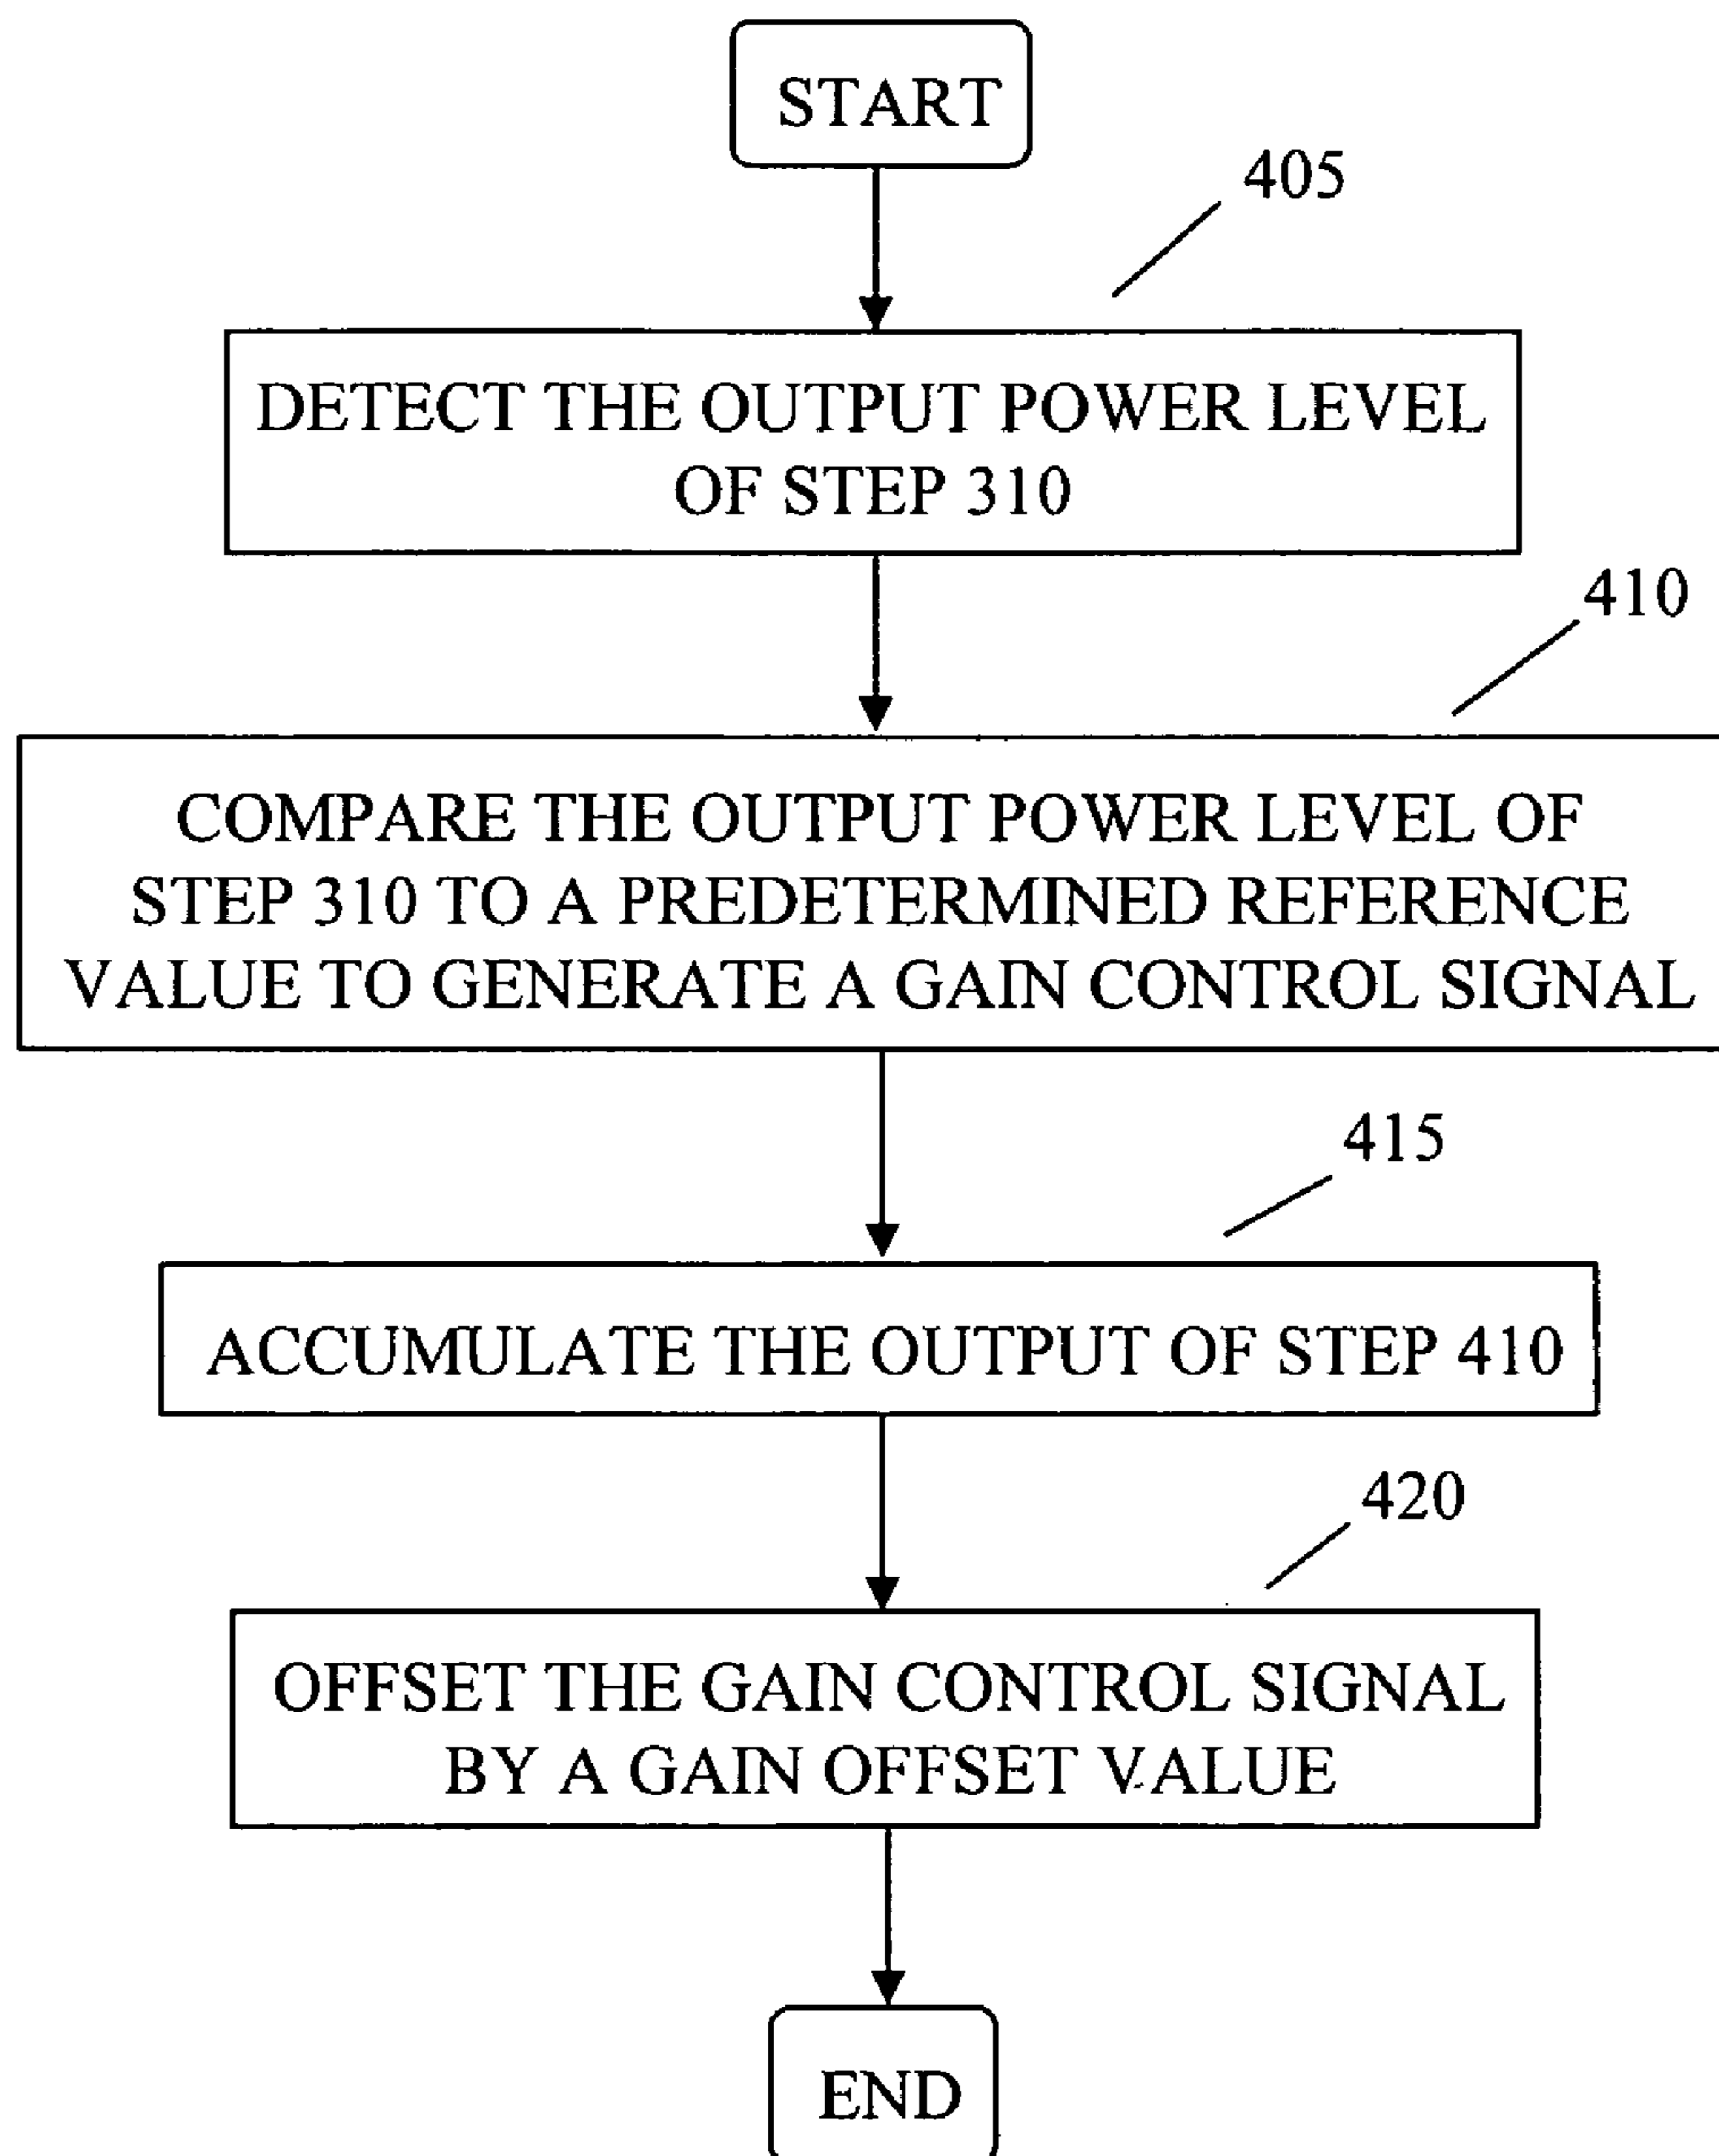 START
405
DETECT THE OUTPUT POWER LEVEL
OF STEP 310
410
COMPARE THE OUTPUT POWER LEVEL OF
STEP 310 TO A PREDETERMINED REFERENCE
VALUE TO GENERATE A GAIN CONTROL SIGNAL
415
ACCUMULATE THE OUTPUT OF STEP 410
420
OFFSET THE GAIN CONTROL SIGNAL
BY A GAIN OFFSET VALUE
END